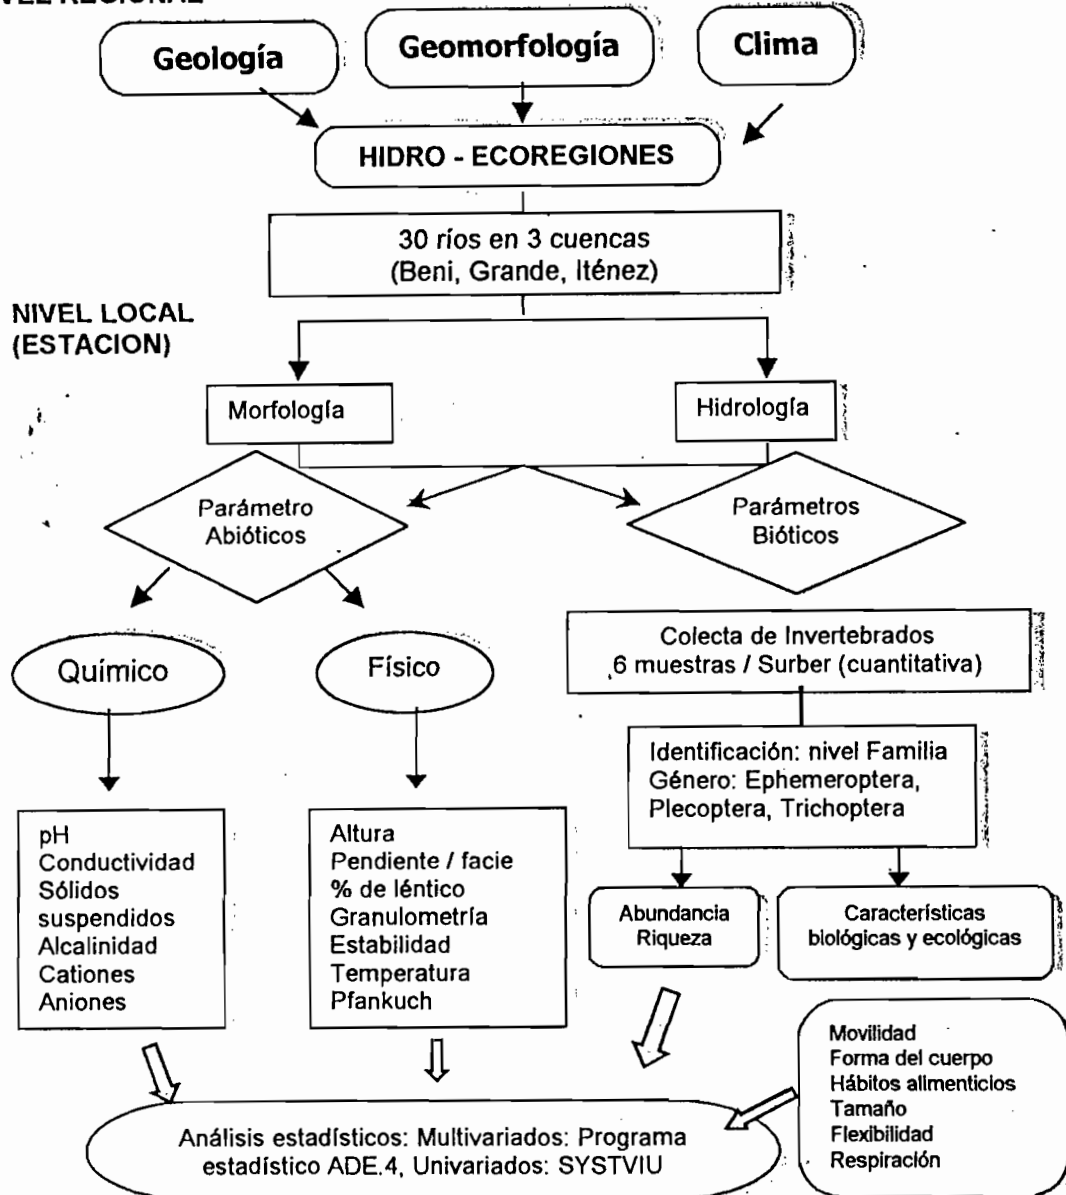 Geología
Geomorfología
Clima
HIDRO - ECOREGIONES
30 ríos en 3 cuencas
(Beni, Grande, Iténez)
NIVEL LOCAL
(ESTACION)
Morfología
Hidrología
Parámetro
Abióticos
Parámetros
Bióticos
Químico
Físico
Colecta de Invertebrados
6 muestras / Surber (cuantitativa)
Identificación: nivel Familia
Género: Ephemeroptera,
Plecoptera, Trichoptera
pH
Conductividad
Sólidos
suspendidos
Alcalinidad
Cationes
Aniones
Altura
Pendiente / facie
% de léntico
Granulometría
Estabilidad
Temperatura
Pfankuch
Abundancia
Riqueza
Características
biológicas y ecológicas
Movilidad
Forma del cuerpo
Hábitos alimenticios
Tamaño
Flexibilidad
Respiración
Análisis estadísticos: Multivariados: Programa
estadístico ADE.4, Univariados: SYSTVIU